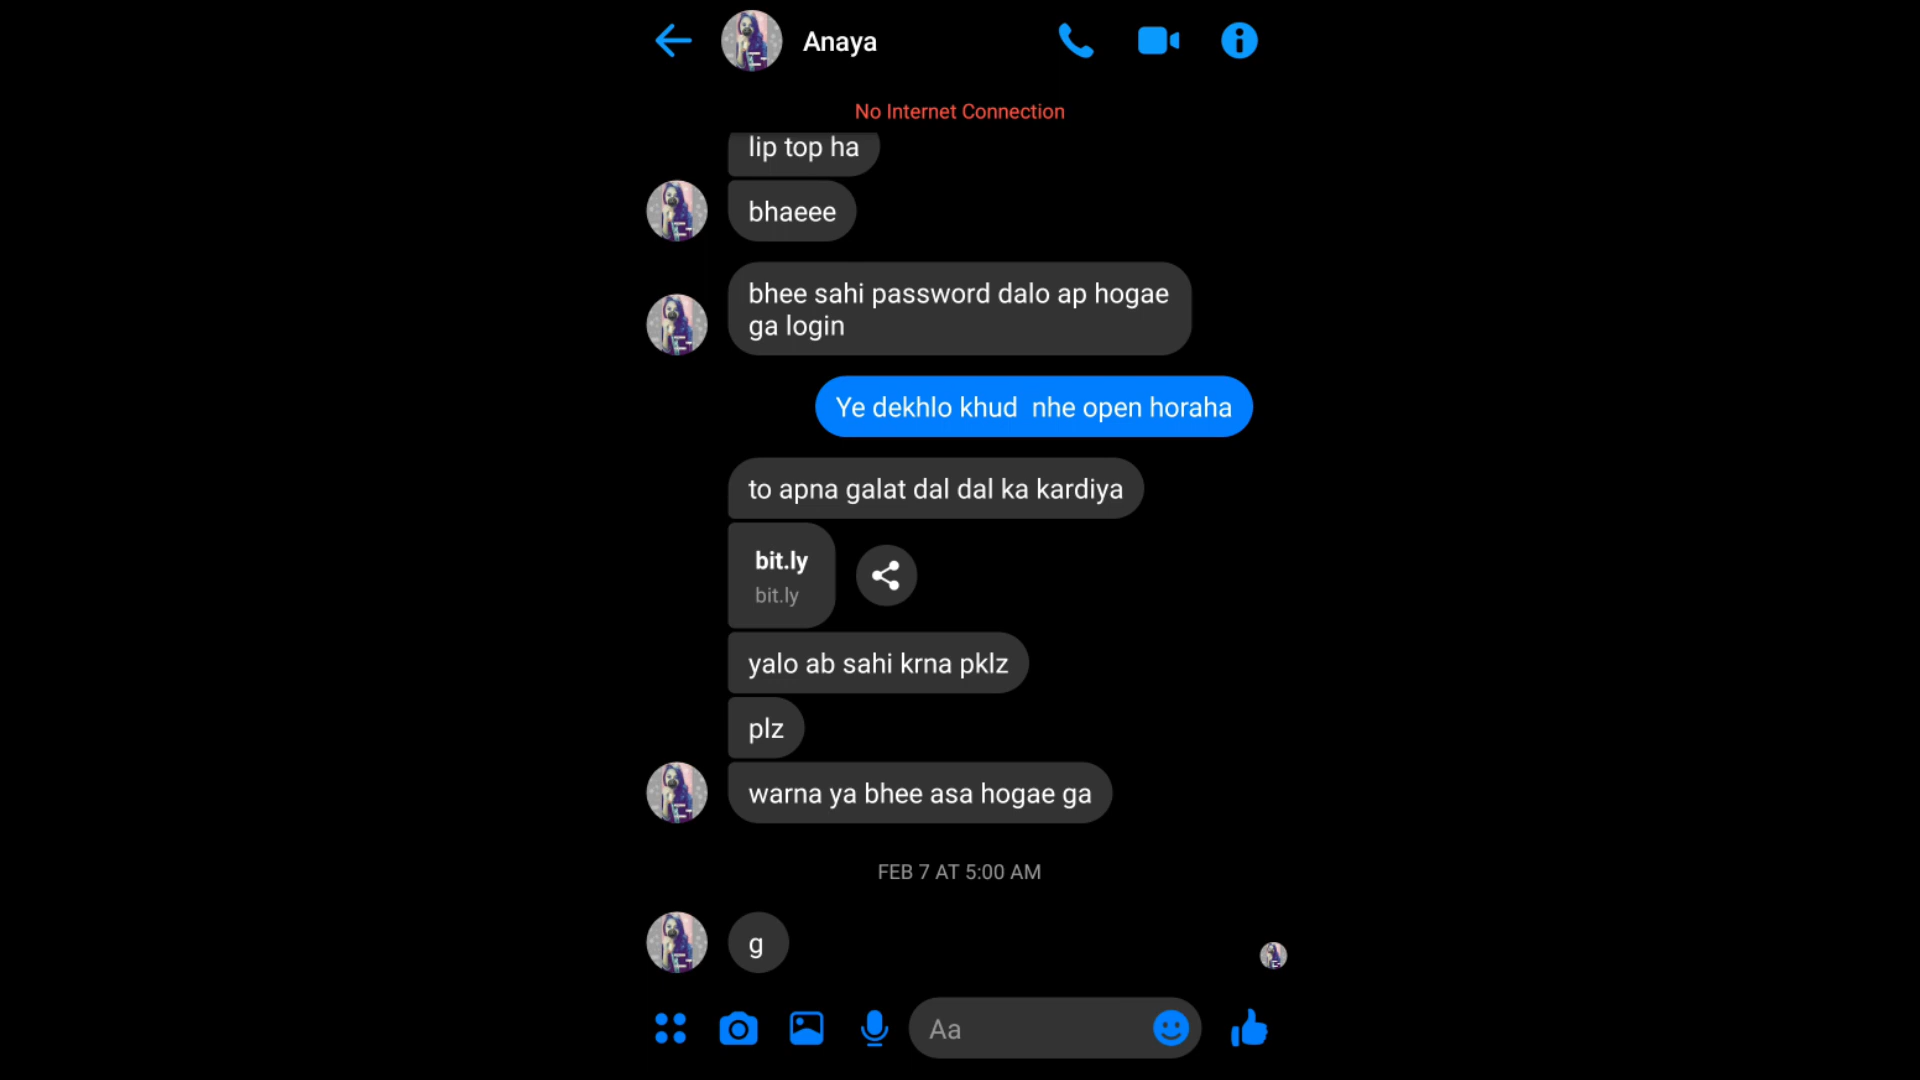 Anaya
No Internet Connection
lip top ha
bhaeee
bhee sahi password dalo ap hogae
ga login
Ye dekhlo khud  nhe open horaha
to apna galat dal dal ka kardiya
bit.ly
bit.ly
yalo ab sahi krna pklz
plz
warna ya bhee asa hogae ga
FEB 7 AT 5:00 AM
g
Aa